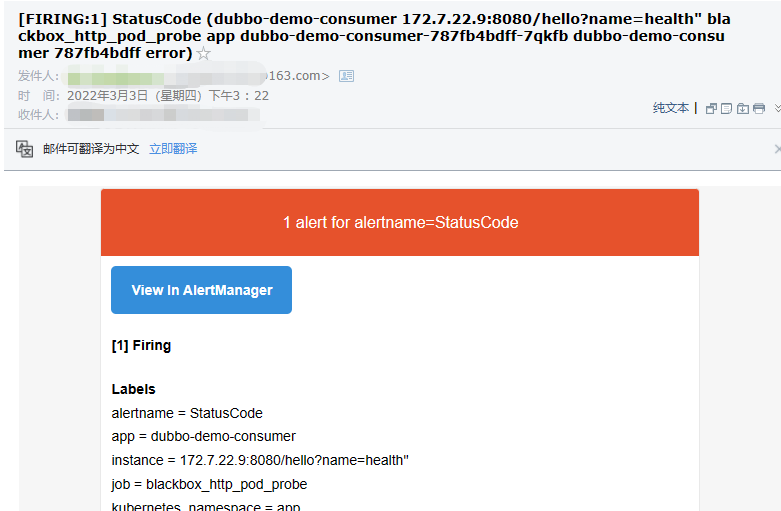 [FIRING:1] StatusCode (dubbo-demo-consumer 172.7.22.9:8080/hello?name=health" bla
ckbox_http_pod_probe app dubbo-demo-consumer-787fb4bdff-7qkfb dubbo-demo-consu
mer 787fb4bdff error) ☆
发件人: @163.com>
时 间: 2022年3月3日 (星期四) 下午3:22
收件人:
纯文本 |
邮件可翻译为中文 立即翻译
1 alert for alertname=StatusCode
View In AlertManager
[1] Firing
Labels
alertname = StatusCode
app = dubbo-demo-consumer
instance = 172.7.22.9:8080/hello?name=health"
job = blackbox_http_pod_probe
kubernetes_namespace = app